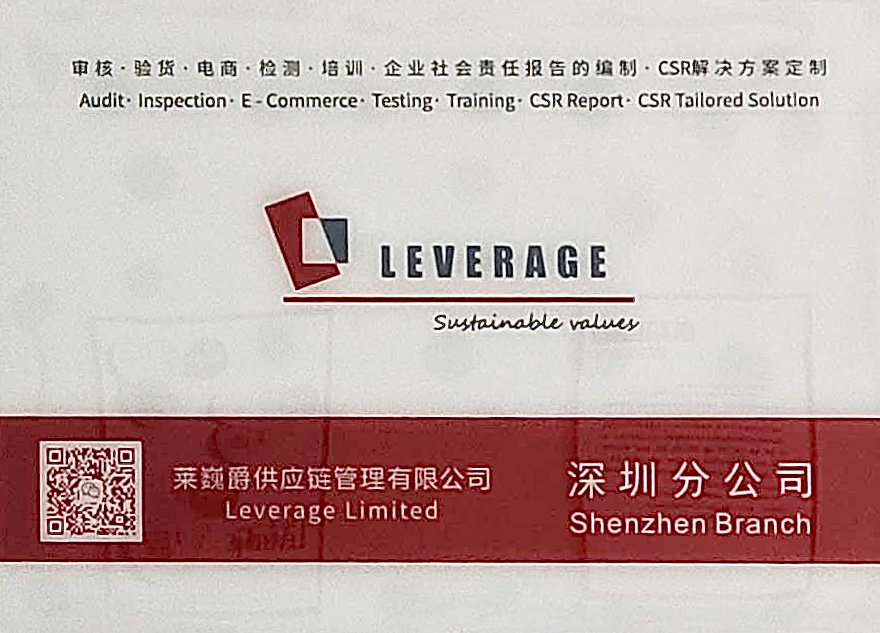 审核·验货·电商·检测·培训·企业社会责任报告的编制·CSR解决方案定制
Audit· Inspection· E - Commerce· Testing· Training· CSR Report· CSR Tailored Solution
LEVERAGE
Sustainable values
莱巍爵供应链管理有限公司
Leverage Limited
深圳分公司
Shenzhen Branch